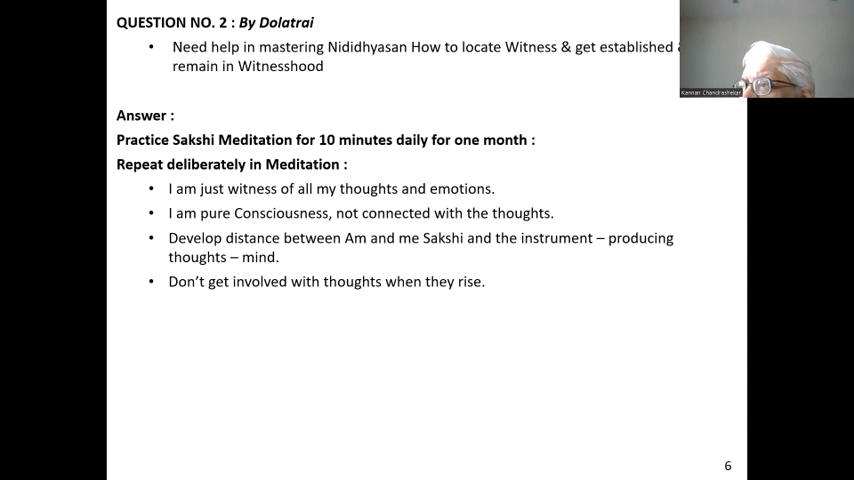 QUESTION NO. 2 : By Dolatrai
• Need help in mastering Nididhyasan How to locate Witness & get established
remain in Witnesshood
Answer :
Practice Sakshi Meditation for 10 minutes daily for one month :
Repeat deliberately in Meditation :
• I am just witness of all my thoughts and emotions.
• I am pure Consciousness, not connected with the thoughts.
• Develop distance between Am and me Sakshi and the instrument – producing
thoughts – mind.
• Don’t get involved with thoughts when they rise.
Kannan Chandrashekar
6